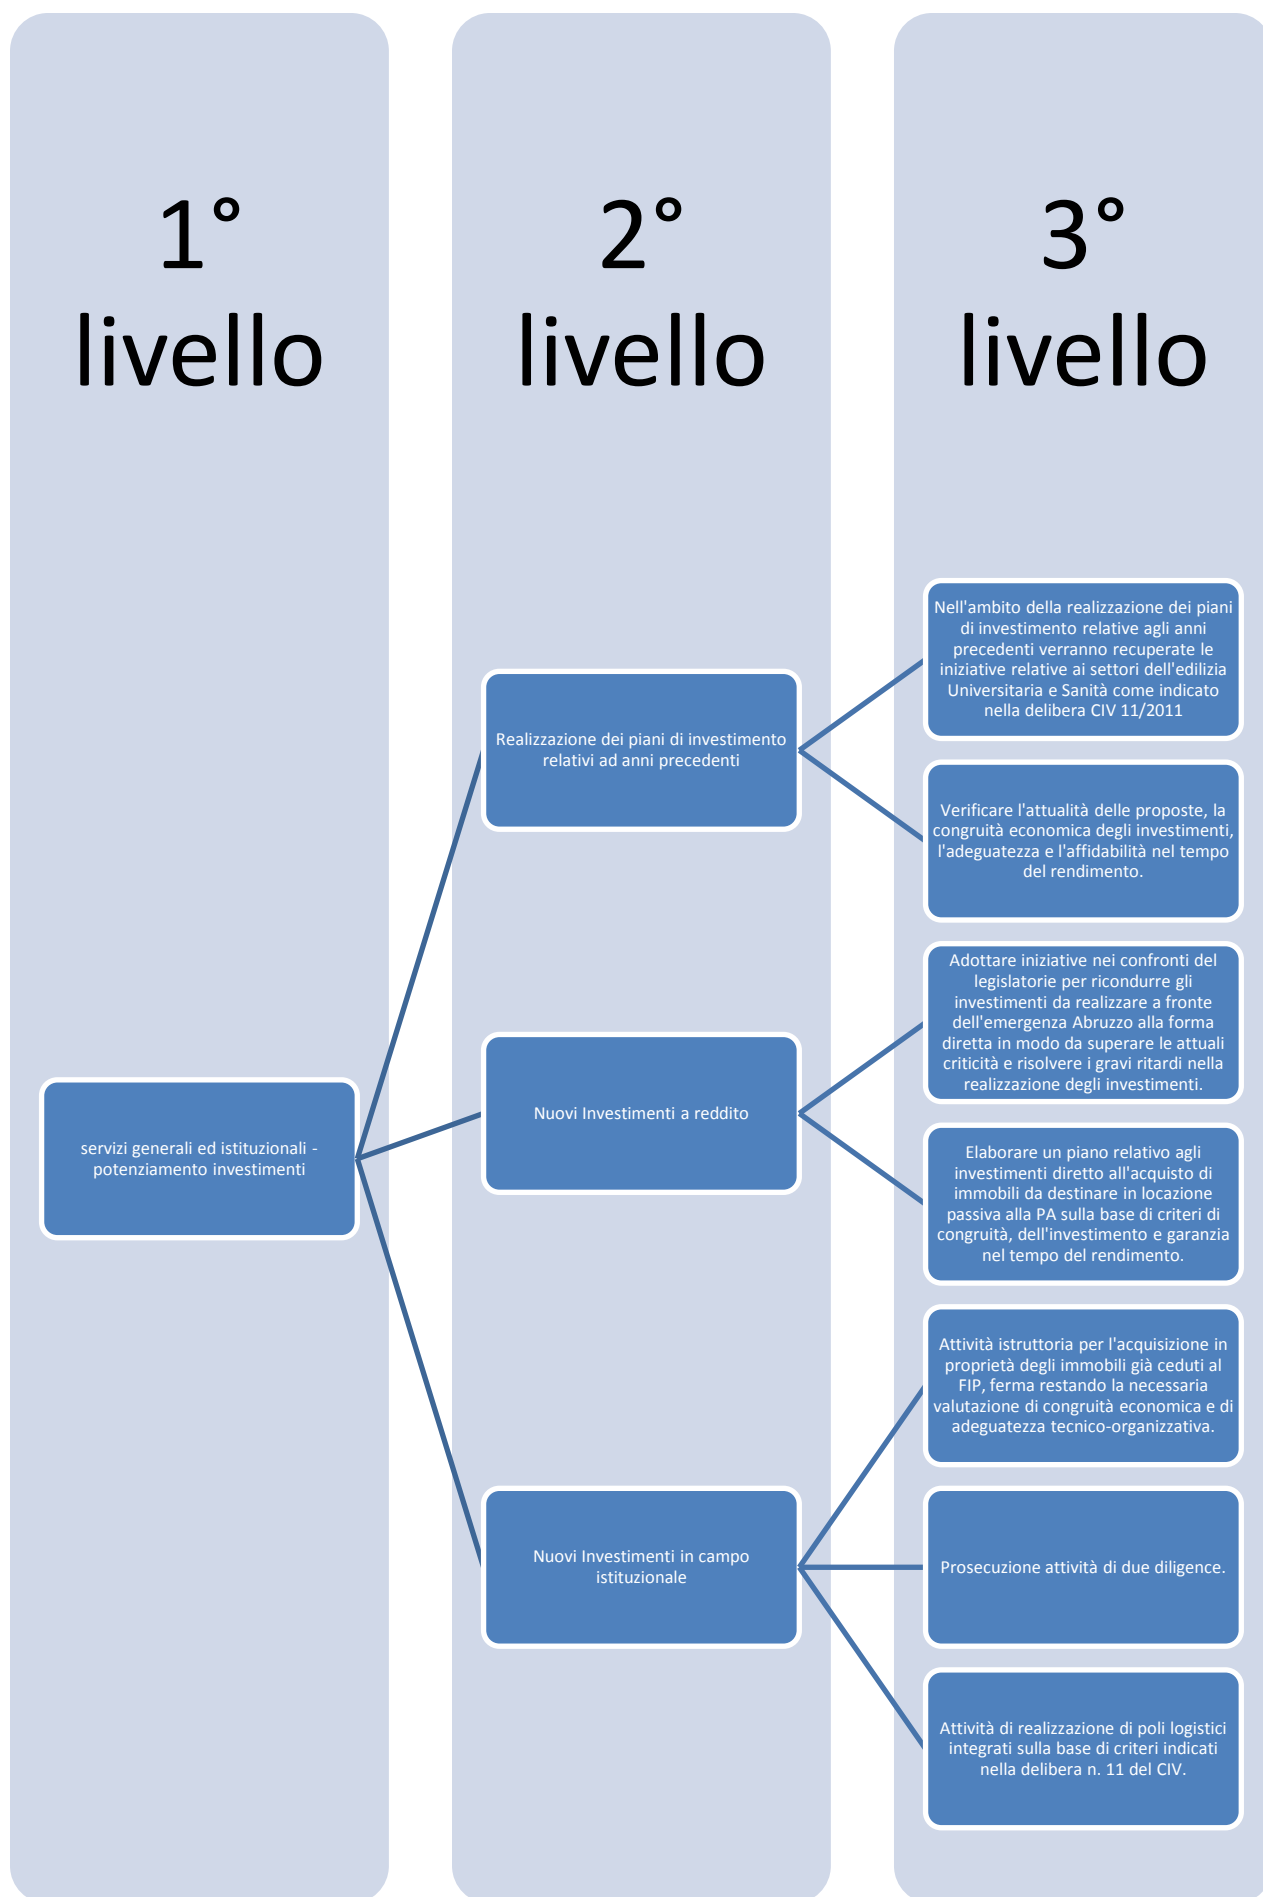 1°
livello
2°
livello
3°
livello
servizi generali ed istituzionali -
potenziamento investimenti
Realizzazione dei piani di investimento
relativi ad anni precedenti
Nell'ambito della realizzazione dei piani
di investimento relative agli anni
precedenti verranno recuperate le
iniziative relative ai settori dell'edilizia
Universitaria e Sanità come indicato
nella delibera CIV 11/2011
Verificare l'attualità delle proposte, la
congruità economica degli investimenti,
l'adeguatezza e l'affidabilità nel tempo
del rendimento.
Nuovi Investimenti a reddito
Adottare iniziative nei confronti del
legislatorie per ricondurre gli
investimenti da realizzare a fronte
dell'emergenza Abruzzo alla forma
diretta in modo da superare le attuali
criticità e risolvere i gravi ritardi nella
realizzazione degli investimenti.
Elaborare un piano relativo agli
investimenti diretto all'acquisto di
immobili da destinare in locazione
passiva alla PA sulla base di criteri di
congruità, dell'investimento e garanzia
nel tempo del rendimento.
Nuovi Investimenti in campo
istituzionale
Attività istruttoria per l'acquisizione in
proprietà degli immobili già ceduti al
FIP, ferma restando la necessaria
valutazione di congruità economica e di
adeguatezza tecnico-organizzativa.
Prosecuzione attività di due diligence.
Attività di realizzazione di poli logistici
integrati sulla base di criteri indicati
nella delibera n. 11 del CIV.